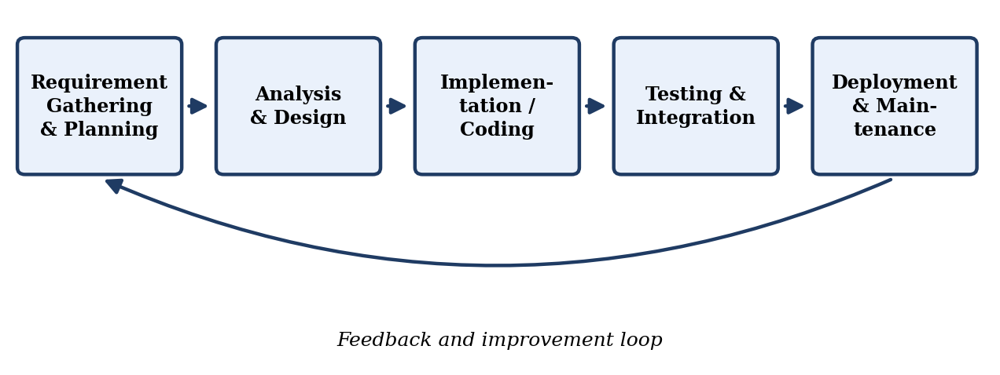 Requirement
Gathering
& Planning
Analysis
& Design
Implemen-
tation /
Coding
Testing &
Integration
Deployment
& Main-
tenance
Feedback and improvement loop